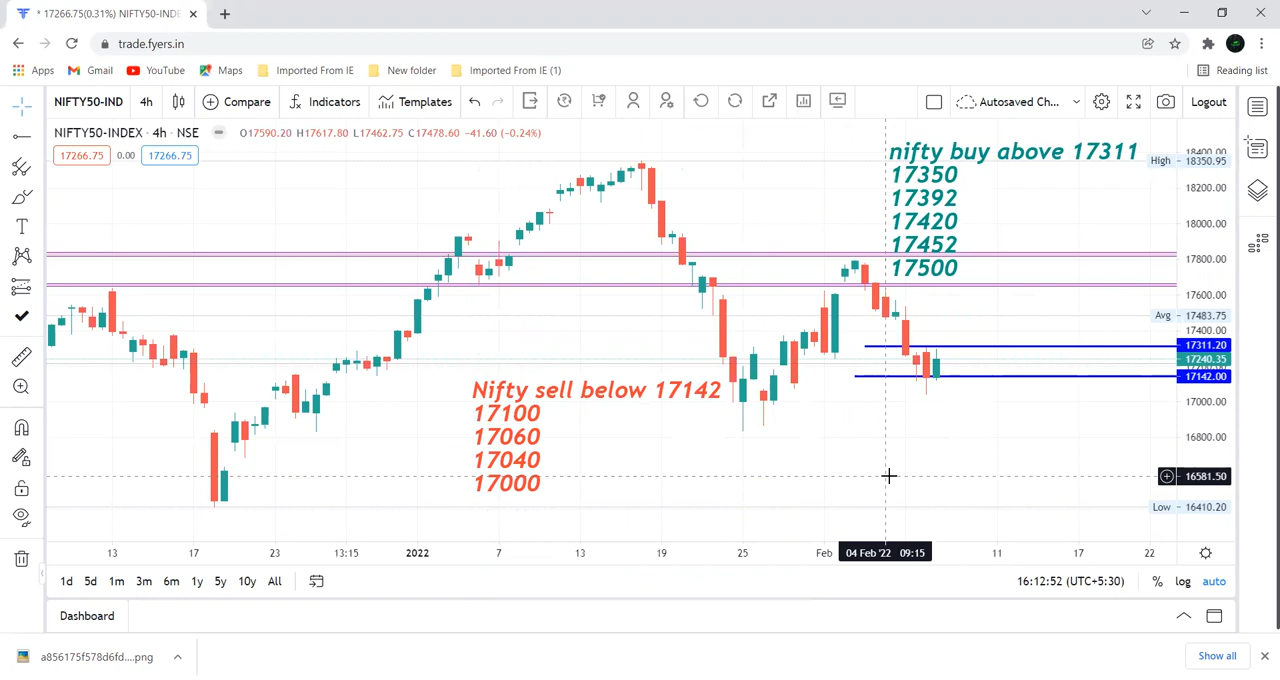 * 17266.75(0.31%) NIFTY50-INDE
trade.fyers.in
Apps Gmail YouTube Maps Imported From IE New folder Imported From IE (1) Reading list
NIFTY50-IND 4h Compare Indicators Templates Autosaved Ch... Logout
NIFTY50-INDEX · 4h · NSE O17590.20 H17617.80 L17462.75 C17478.60 -41.60 (-0.24%)
17266.75 0.00 17266.75
nifty buy above 17311
17350
17392
17420
17452
17500
Nifty sell below 17142
17100
17060
17040
17000
18400.00
High 18350.95
18200.00
18000.00
17800.00
17600.00
Avg 17483.75
17400.00
17311.20
17240.35
17142.00
17000.00
16800.00
16581.50
Low 16410.20
13 17 23 13:15 2022 7 13 19 25 Feb 04 Feb '22 09:15 11 17 22
1d 5d 1m 3m 6m 1y 5y 10y All 16:12:52 (UTC+5:30) % log auto
Dashboard
a856175f578d6fd....png Show all